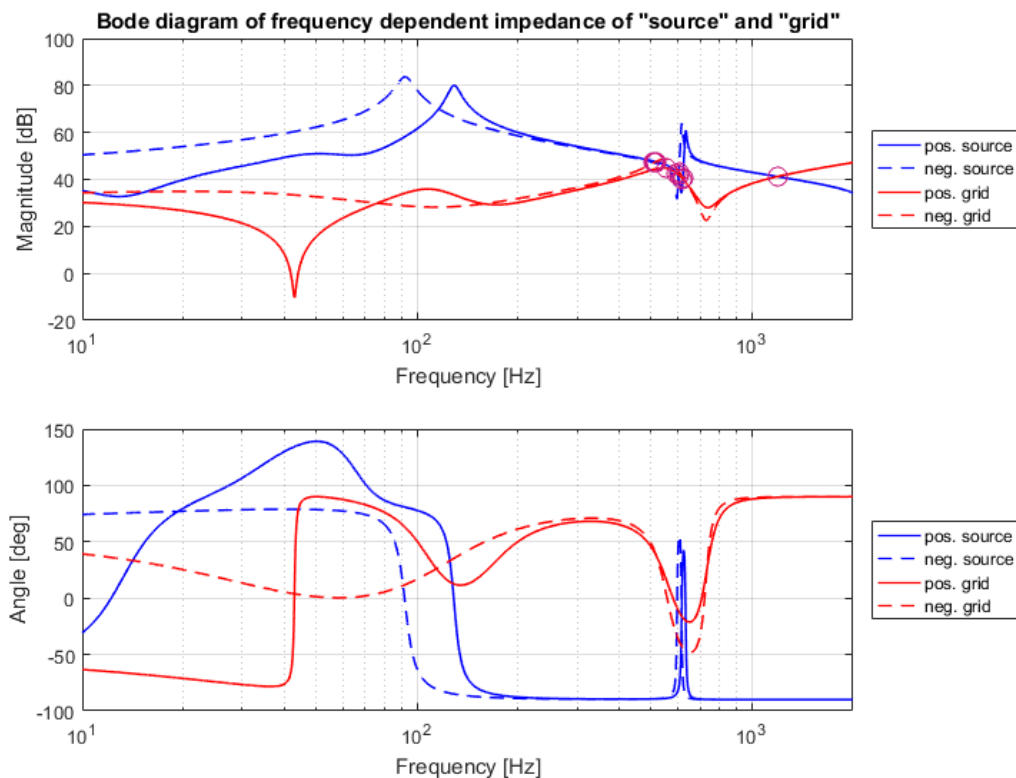 Bode diagram of frequency dependent impedance of "source" and "grid"
100
80
60
40
20
0
-20
Magnitude [dB]
10^1
10^2
10^3
Frequency [Hz]
pos. source
neg. source
pos. grid
neg. grid
150
100
50
0
-50
-100
Angle [deg]
10^1
10^2
10^3
Frequency [Hz]
pos. source
neg. source
pos. grid
neg. grid